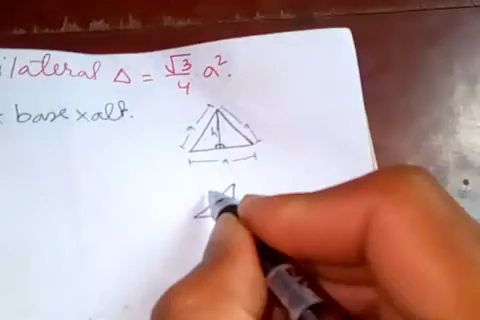 ilateral Δ = √3/4 a².
× base × alt.
a h a
a